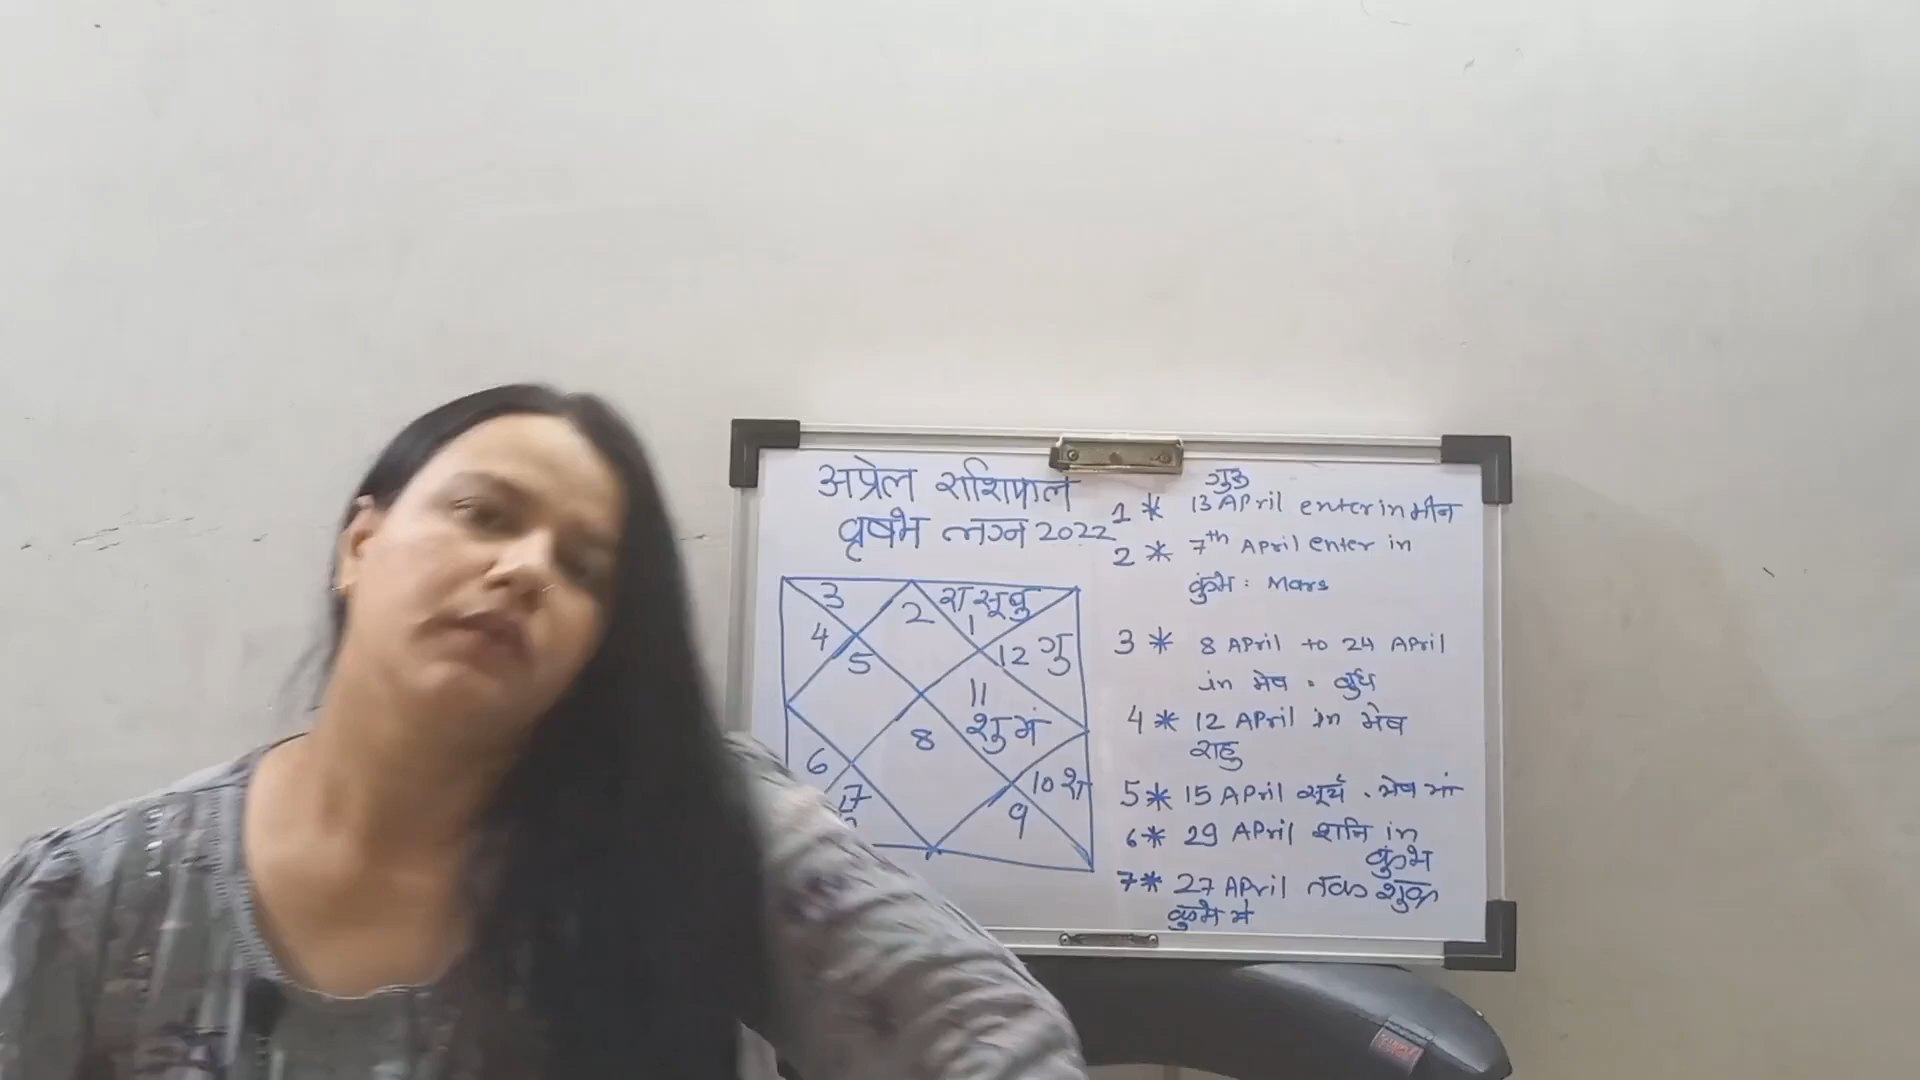 अप्रेल राशिफल
वृषभ लग्न 2022
3
2
रा सू बु
1
4
5
12 गु
11
शु मं
8
6
7
10 श
9
गुरु
1 * 13 April enter in मीन
2 * 7th April enter in
कुंभ : Mars
3 * 8 April to 24 April
in मेष . बुध
4 * 12 April in मेष
राहु
5 * 15 April सूर्य . मेष में
6 * 29 April शनि in
कुंभ
7 * 27 April तक शुक्र
कुंभ मे